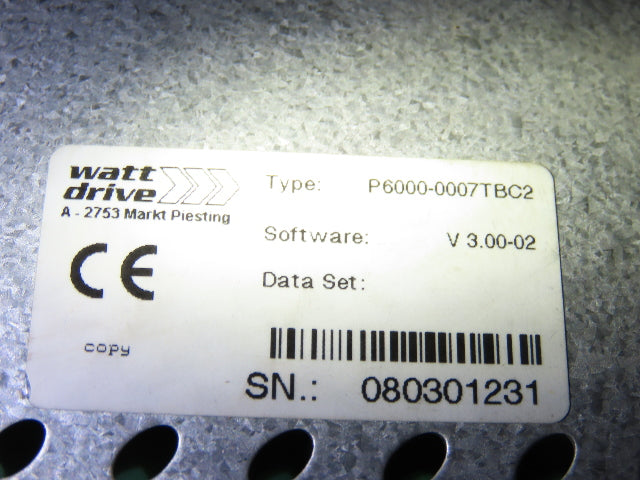 watt
drive
A - 2753 Markt Piesting
Type: P6000-0007TBC2
Software: V 3.00-02
Data Set:
CE
copy
SN.: 080301231